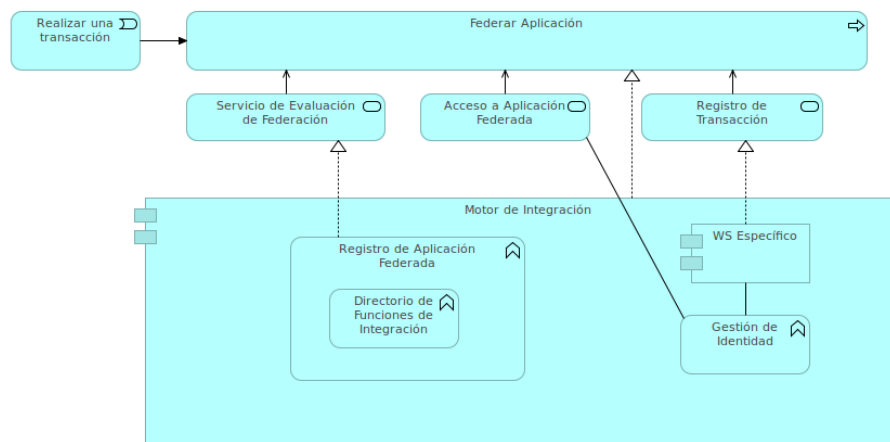 Realizar una
transacción
Federar Aplicación
Servicio de Evaluación
de Federación
Acceso a Aplicación
Federada
Registro de
Transacción
Motor de Integración
Registro de Aplicación
Federada
Directorio de
Funciones de
Integración
WS Específico
Gestión de
Identidad